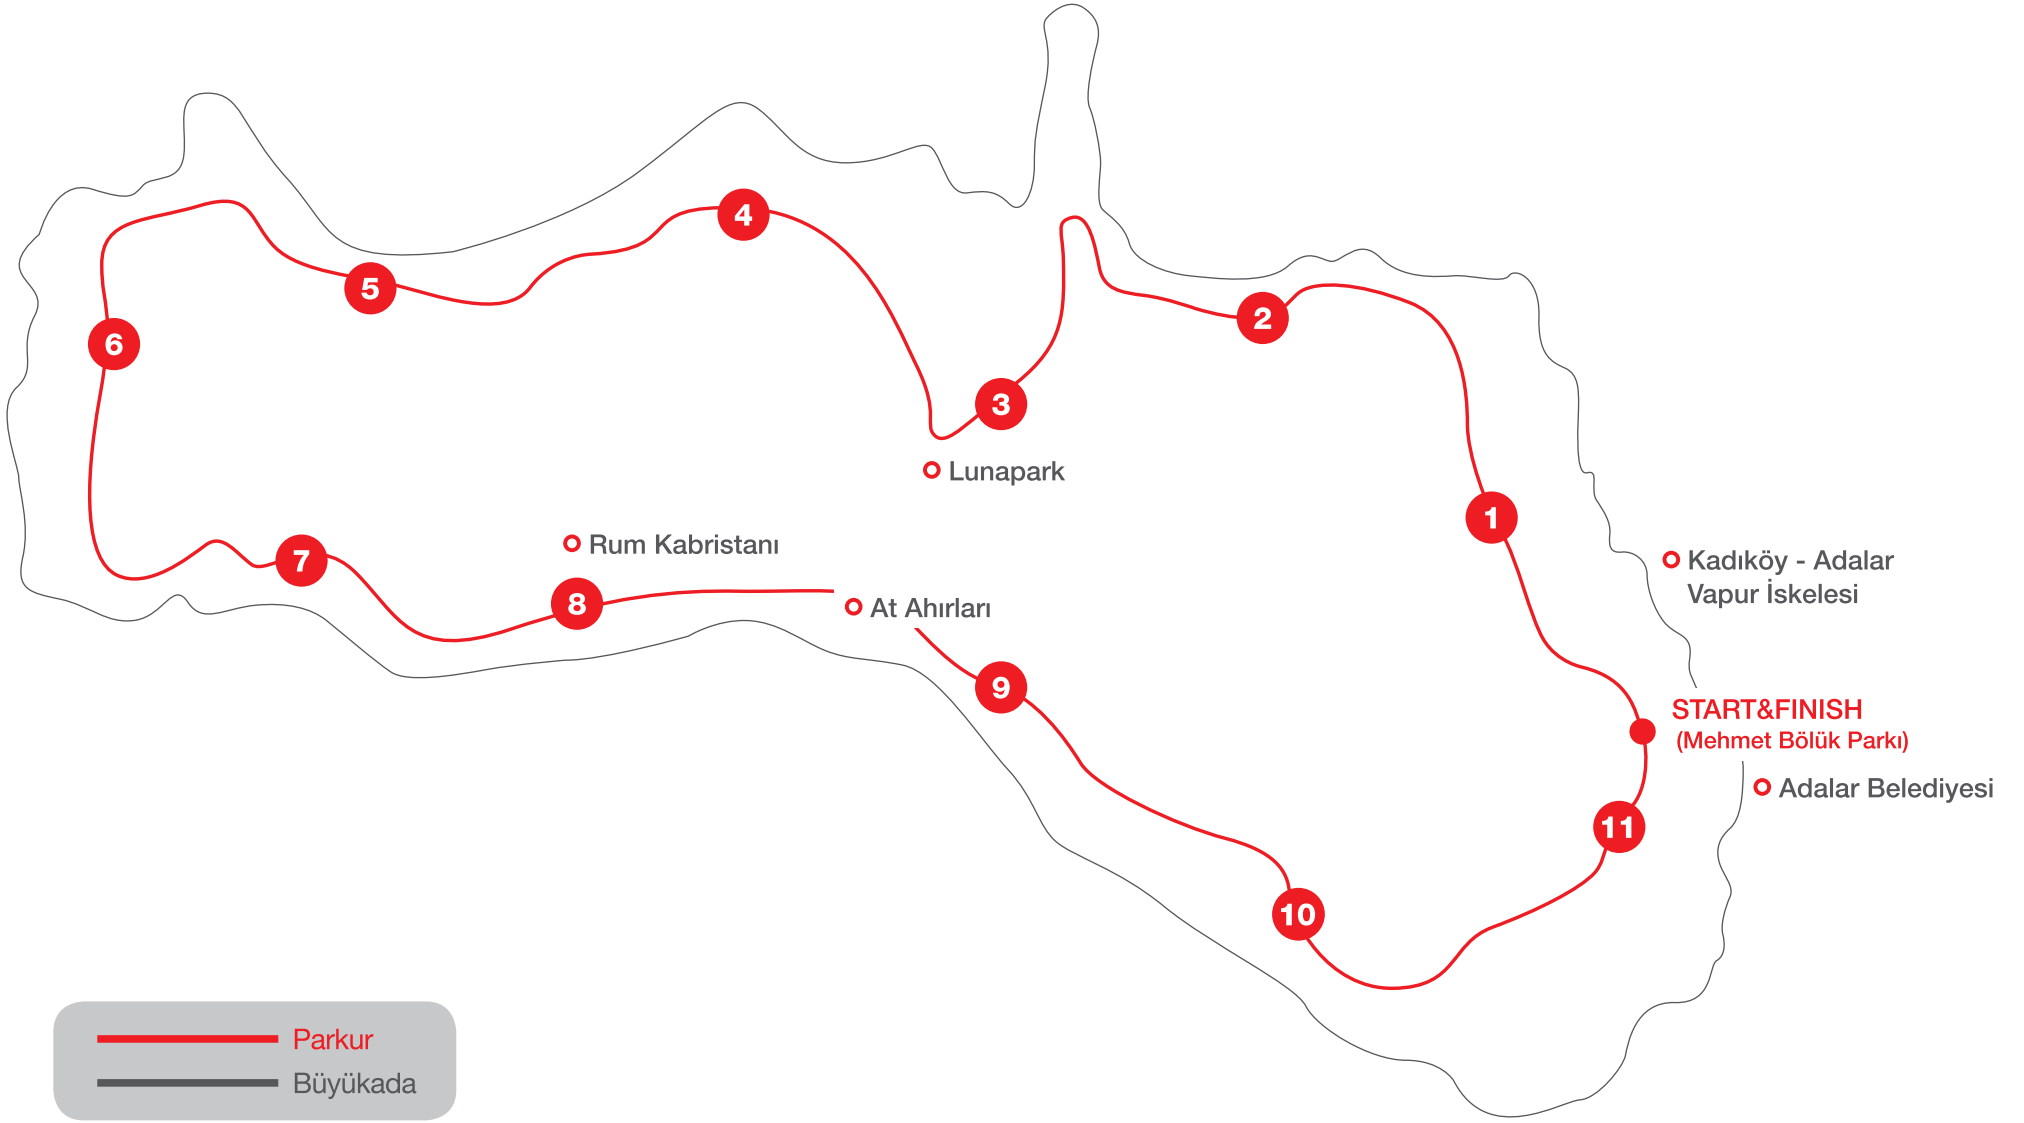 4
5
2
6
3
Lunapark
1
7
Rum Kabristanı
Kadıköy - Adalar
Vapur İskelesi
8
At Ahırları
9
START&FINISH
(Mehmet Bölük Parkı)
Adalar Belediyesi
11
10
Parkur
Büyükada